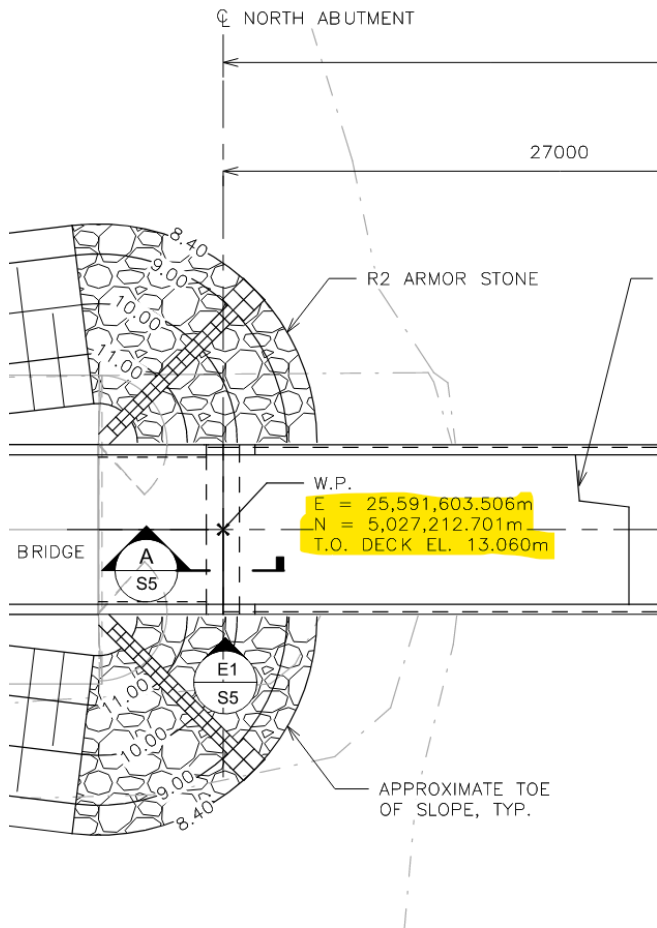 ℄ NORTH ABUTMENT
27000
8.40
9.00
10.00
11.00
R2 ARMOR STONE
W.P.
E = 25,591,603.506m
N = 5,027,212.701m
T.O. DECK EL. 13.060m
BRIDGE
A
S5
E1
S5
11.00
10.00
9.00
8.40
APPROXIMATE TOE
OF SLOPE, TYP.